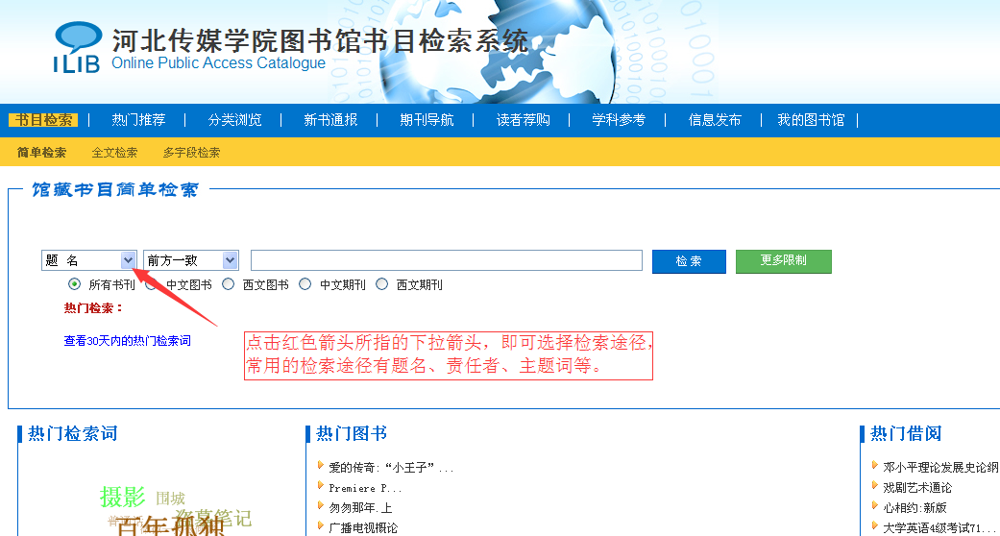 河北传媒学院图书馆书目检索系统
ILIB Online Public Access Catalogue
书目检索 | 热门推荐 | 分类浏览 | 新书通报 | 期刊导航 | 读者荐购 | 学科参考 | 信息发布 | 我的图书馆 |
简单检索 全文检索 多字段检索
馆藏书目简单检索
题 名 前方一致 检 索 更多限制
所有书刊 中文图书 西文图书 中文期刊 西文期刊
热门检索：
查看30天内的热门检索词
点击红色箭头所指的下拉箭头，即可选择检索途径，
常用的检索途径有题名、责任者、主题词等。
热门检索词
摄影 围城
盗墓笔记
百年孤独
热门图书
爱的传奇:“小王子”...
Premiere P...
匆匆那年.上
广播电视概论
热门借阅
邓小平理论发展史论纲
戏剧艺术通论
心相约:新版
大学英语4级考试71...